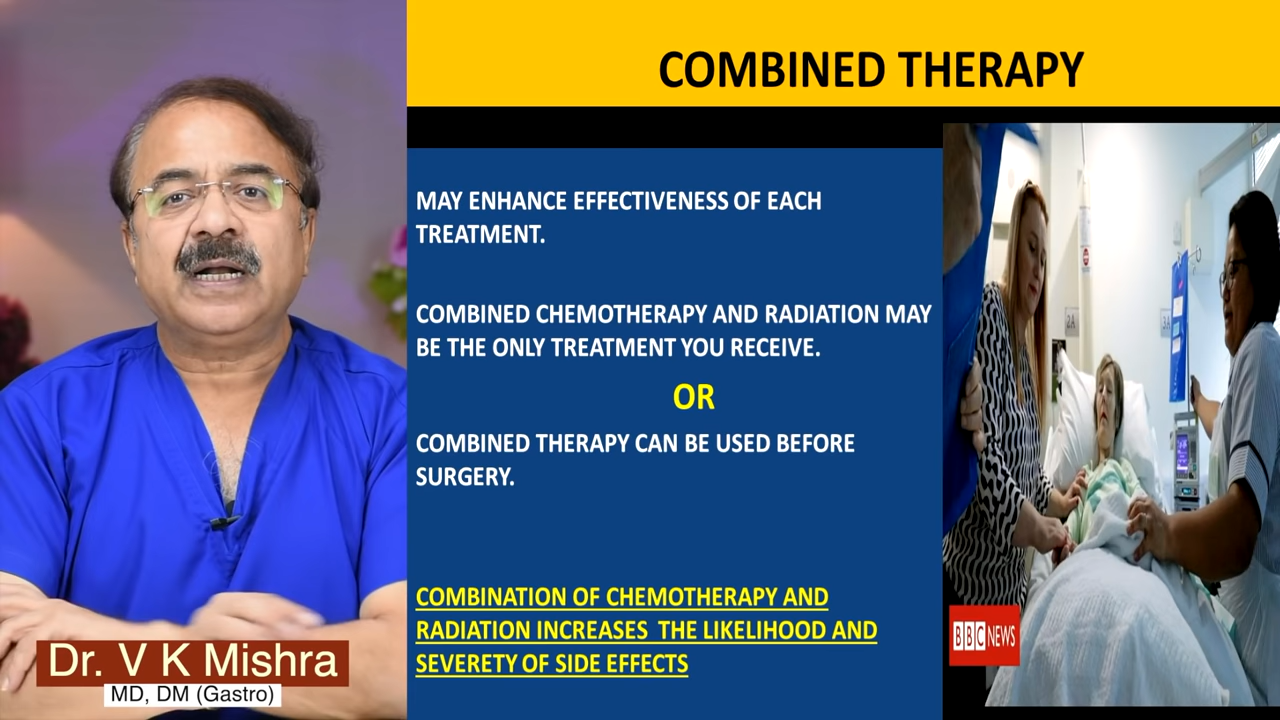 COMBINED THERAPY
MAY ENHANCE EFFECTIVENESS OF EACH
TREATMENT.
COMBINED CHEMOTHERAPY AND RADIATION MAY
BE THE ONLY TREATMENT YOU RECEIVE.
OR
COMBINED THERAPY CAN BE USED BEFORE
SURGERY.
COMBINATION OF CHEMOTHERAPY AND
RADIATION INCREASES THE LIKELIHOOD AND
SEVERETY OF SIDE EFFECTS
2A
BBC NEWS
Dr. V K Mishra
MD, DM (Gastro)